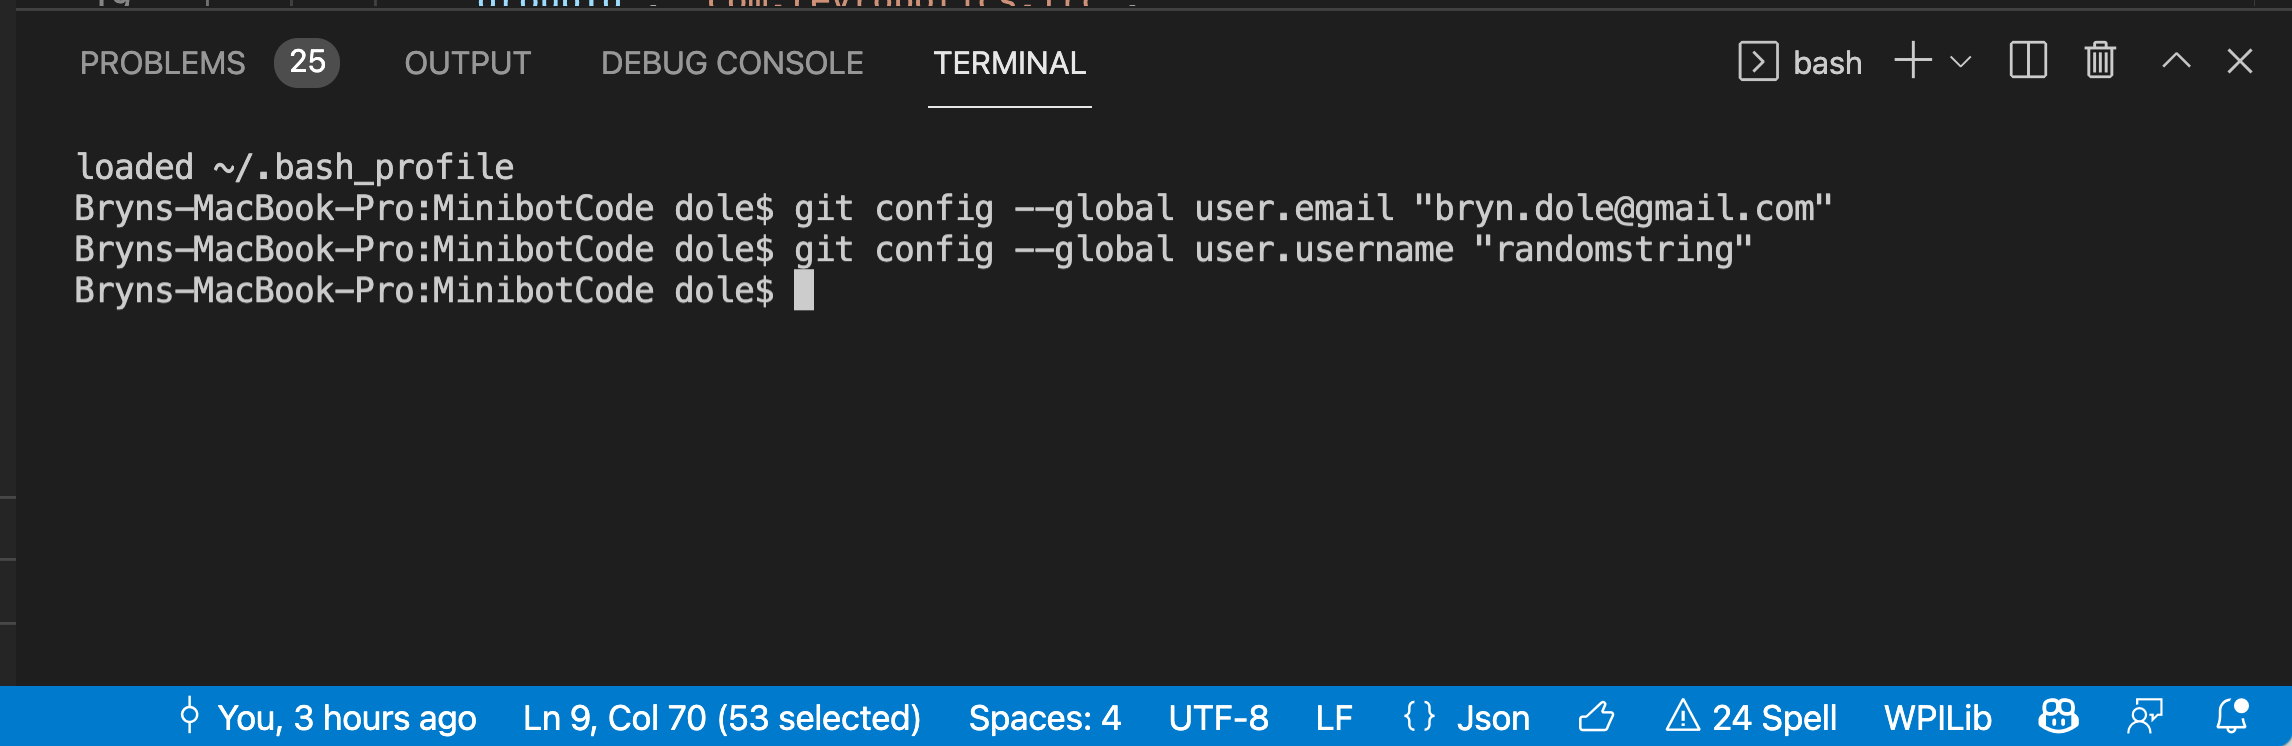 PROBLEMS 25 OUTPUT DEBUG CONSOLE TERMINAL bash
loaded ~/.bash_profile
Bryns-MacBook-Pro:MinibotCode dole$ git config --global user.email "bryn.dole@gmail.com"
Bryns-MacBook-Pro:MinibotCode dole$ git config --global user.username "randomstring"
Bryns-MacBook-Pro:MinibotCode dole$
You, 3 hours ago Ln 9, Col 70 (53 selected) Spaces: 4 UTF-8 LF {} Json 24 Spell WPILib